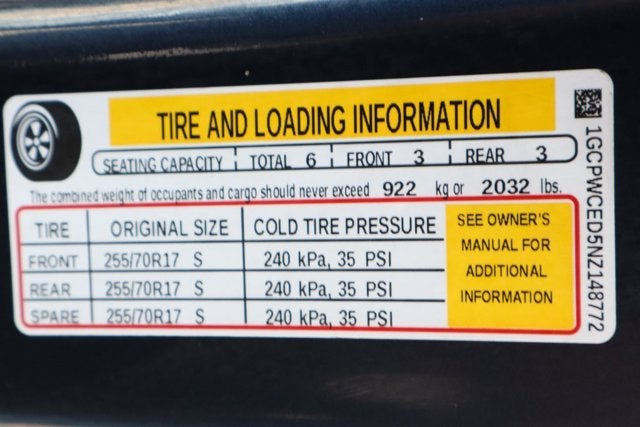 TIRE AND LOADING INFORMATION
SEATING CAPACITY TOTAL 6 FRONT 3 REAR 3
The combined weight of occupants and cargo should never exceed 922 kg or 2032 lbs.
TIRE ORIGINAL SIZE COLD TIRE PRESSURE
FRONT 255/70R17 S 240 kPa, 35 PSI
REAR 255/70R17 S 240 kPa, 35 PSI
SPARE 255/70R17 S 240 kPa, 35 PSI
SEE OWNER'S
MANUAL FOR
ADDITIONAL
INFORMATION
1GCPWCED5NZ148772